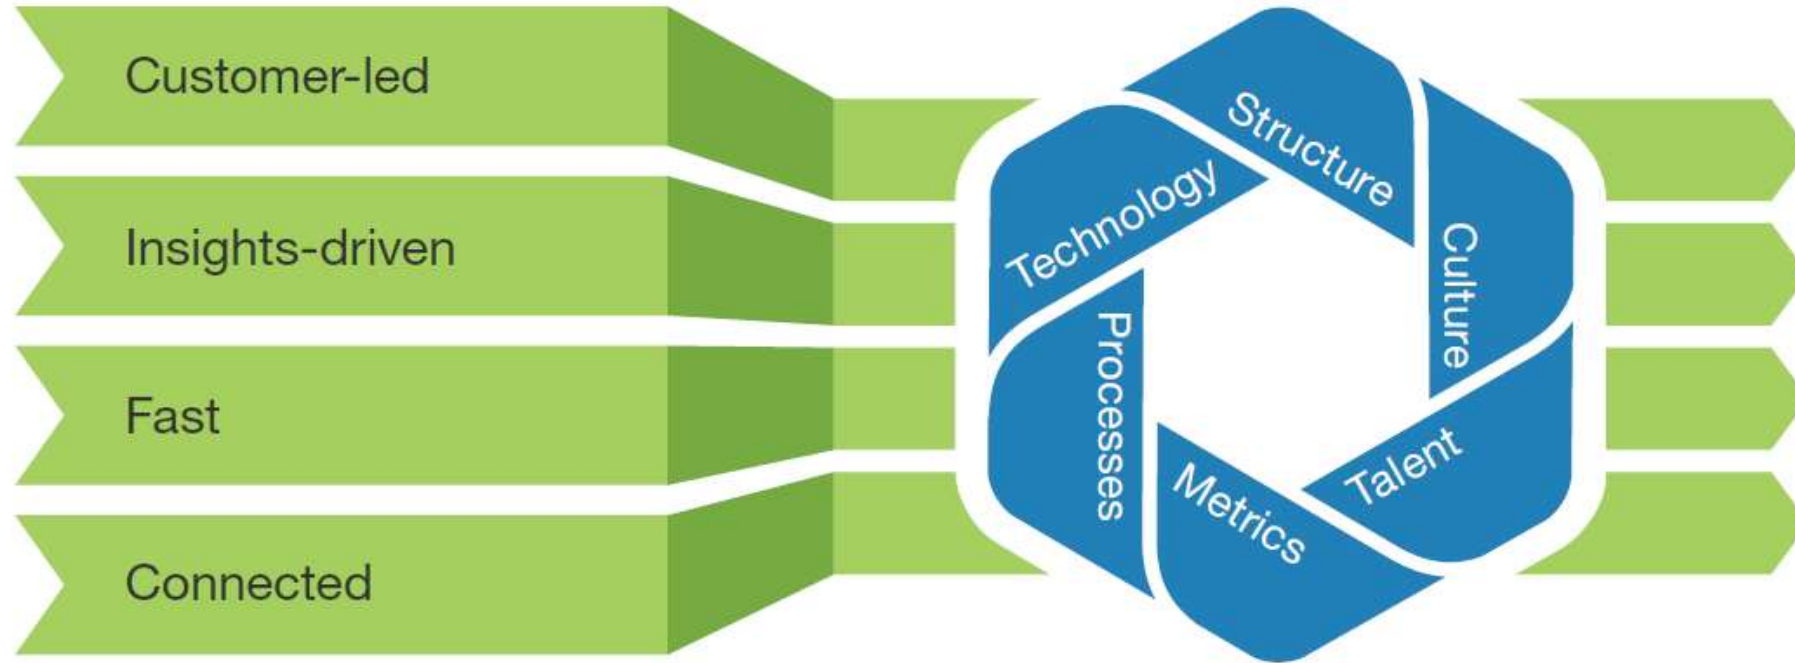 Customer-led
Insights-driven
Fast
Connected
Structure
Culture
Talent
Metrics
Processes
Technology